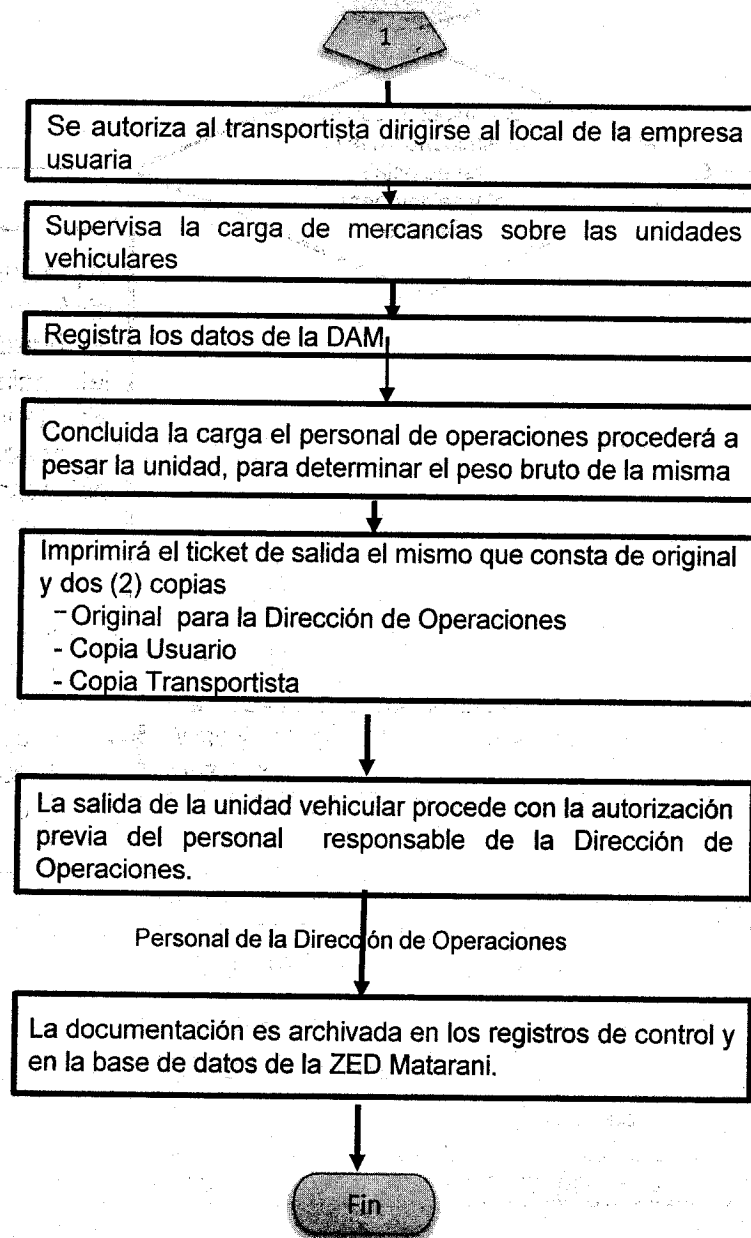 1
Se autoriza al transportista dirigirse al local de la empresa
usuaria
Supervisa la carga de mercancías sobre las unidades
vehiculares
Registra los datos de la DAM
Concluida la carga el personal de operaciones procederá a
pesar la unidad, para determinar el peso bruto de la misma
Imprimirá el ticket de salida el mismo que consta de original
y dos (2) copias
- Original para la Dirección de Operaciones
- Copia Usuario
- Copia Transportista
La salida de la unidad vehicular procede con la autorización
previa del personal responsable de la Dirección de
Operaciones.
Personal de la Dirección de Operaciones
La documentación es archivada en los registros de control y
en la base de datos de la ZED Matarani.
Fin